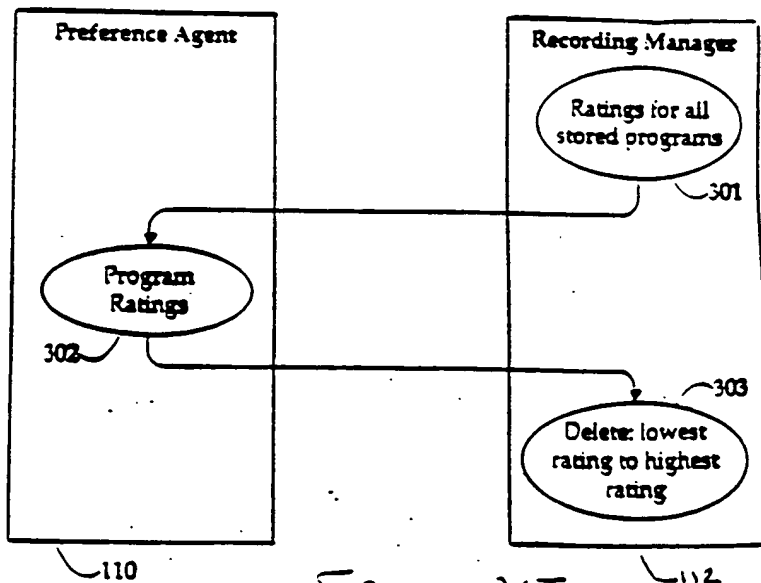 Preference Agent
Recording Manager
Ratings for all
stored programs
301
Program
Ratings
302
303
Delete: lowest
rating to highest
rating
110
112